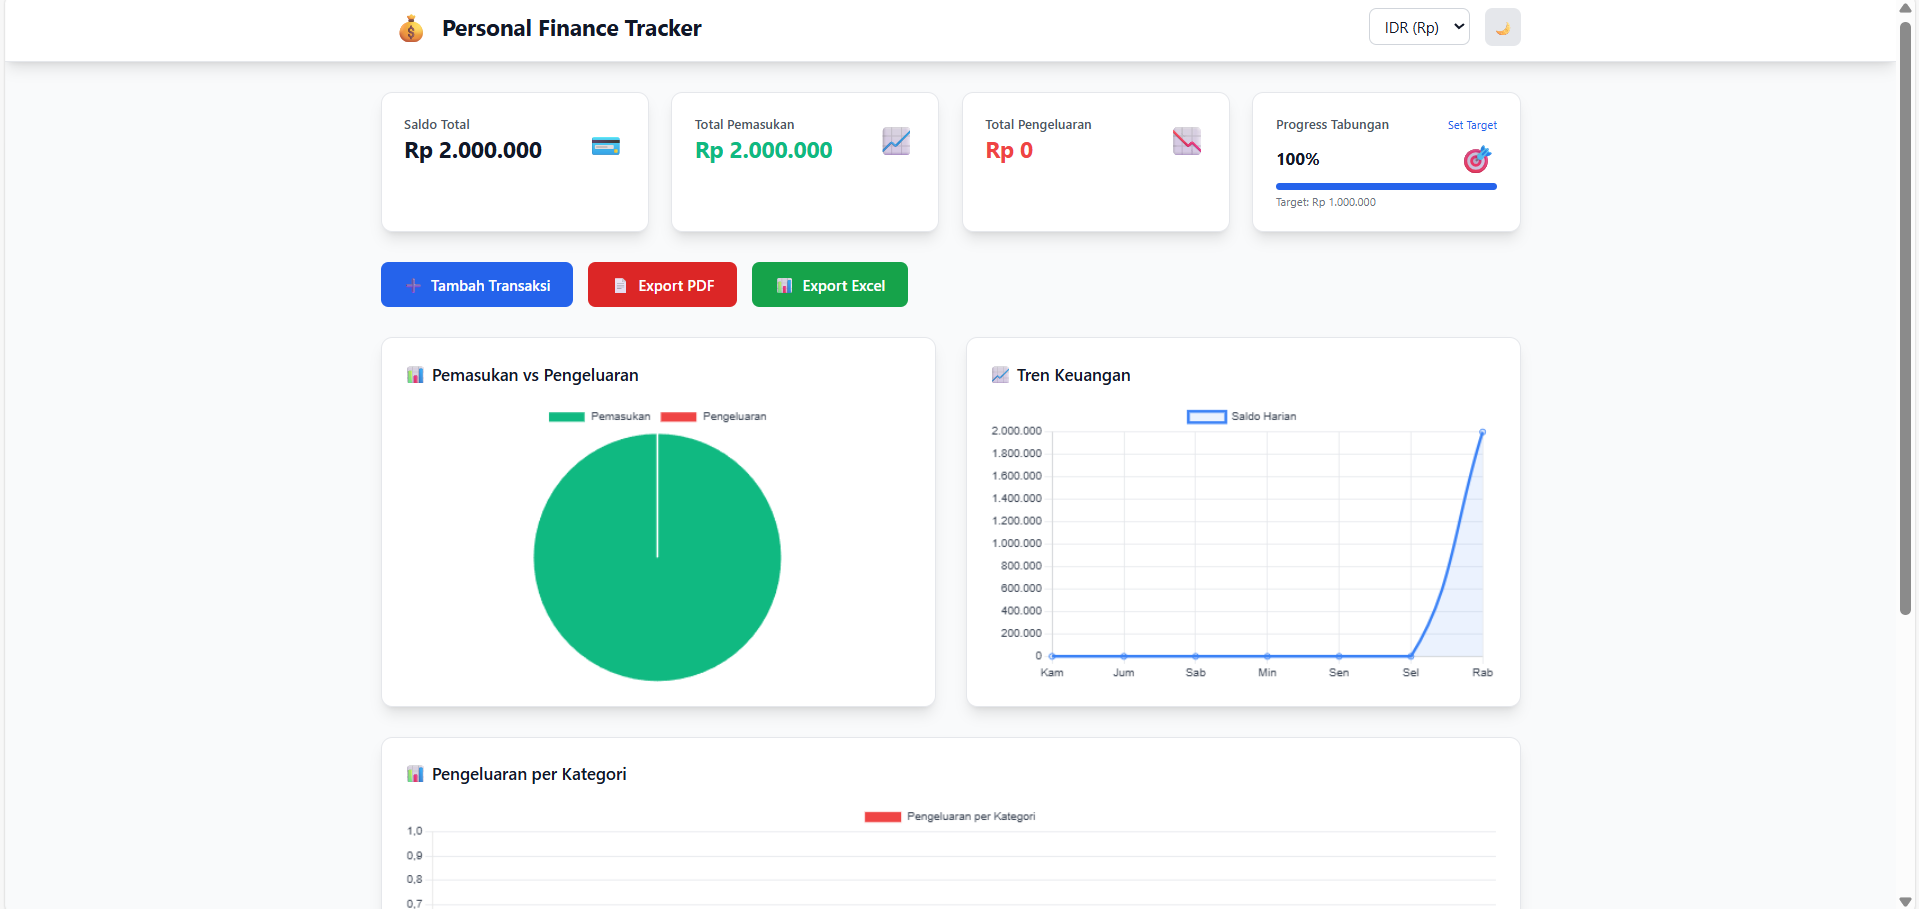 Personal Finance Tracker
IDR (Rp)
Saldo Total
Rp 2.000.000
Total Pemasukan
Rp 2.000.000
Total Pengeluaran
Rp 0
Progress Tabungan
Set Target
100%
Target: Rp 1.000.000
Tambah Transaksi
Export PDF
Export Excel
Pemasukan vs Pengeluaran
Pemasukan
Pengeluaran
Tren Keuangan
Saldo Harian
2.000.000
1.800.000
1.600.000
1.400.000
1.200.000
1.000.000
800.000
600.000
400.000
200.000
0
Kam Jum Sab Min Sen Sel Rab
Pengeluaran per Kategori
Pengeluaran per Kategori
1,0
0,9
0,8
0,7